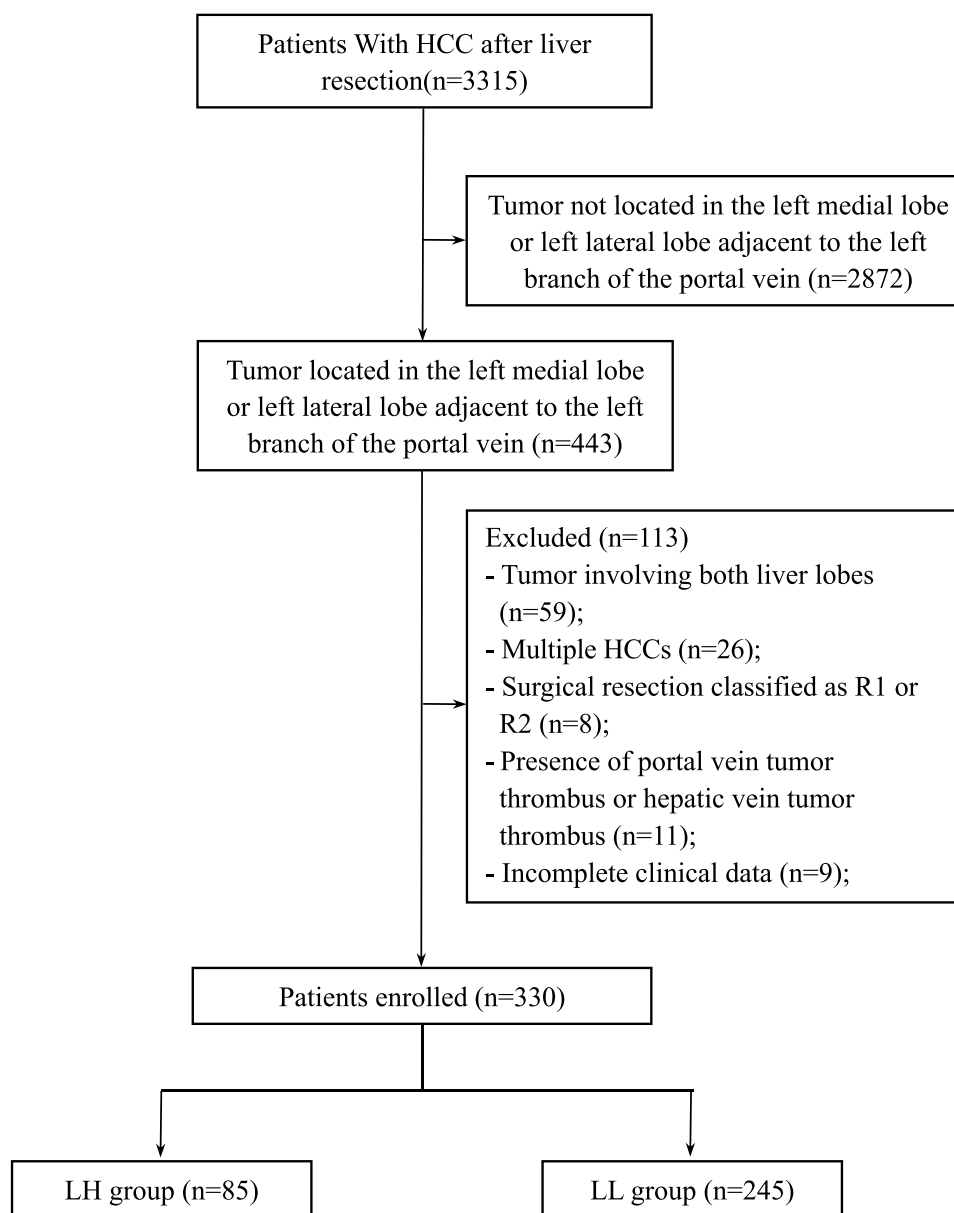 Patients With HCC after liver
resection(n=3315)
Tumor not located in the left medial lobe
or left lateral lobe adjacent to the left
branch of the portal vein (n=2872)
Tumor located in the left medial lobe
or left lateral lobe adjacent to the left
branch of the portal vein (n=443)
Excluded (n=113)
- Tumor involving both liver lobes
(n=59);
- Multiple HCCs (n=26);
- Surgical resection classified as R1 or
R2 (n=8);
- Presence of portal vein tumor
thrombus or hepatic vein tumor
thrombus (n=11);
- Incomplete clinical data (n=9);
Patients enrolled (n=330)
LH group (n=85)
LL group (n=245)